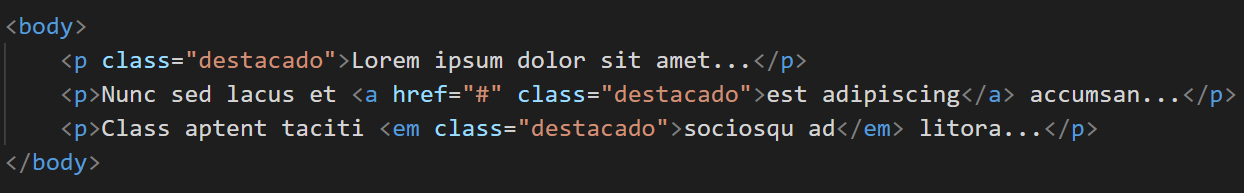 <body>
    <p class="destacado">Lorem ipsum dolor sit amet...</p>
    <p>Nunc sed lacus et <a href="#" class="destacado">est adipiscing</a> accumsan...</p>
    <p>Class aptent taciti <em class="destacado">sociosqu ad</em> litora...</p>
</body>